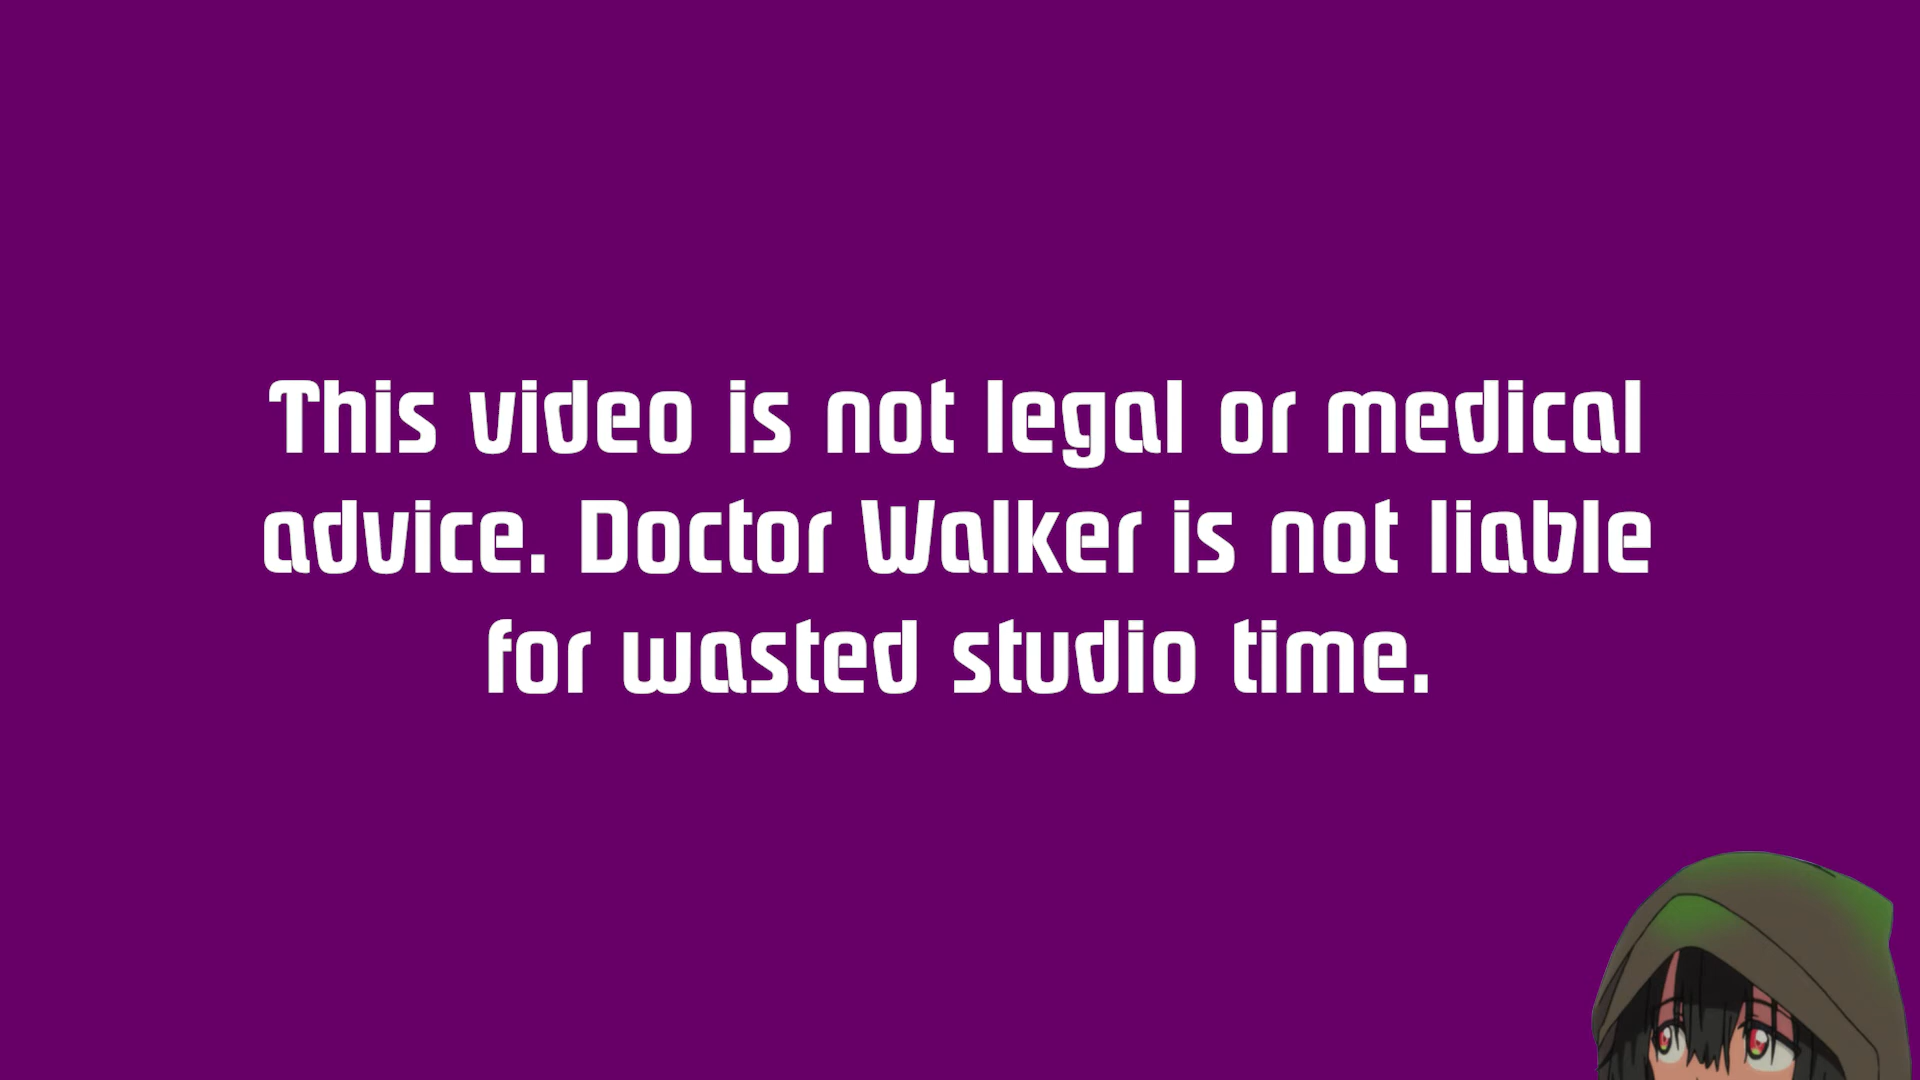 This video is not legal or medical
advice. Doctor Walker is not liable
for wasted studio time.